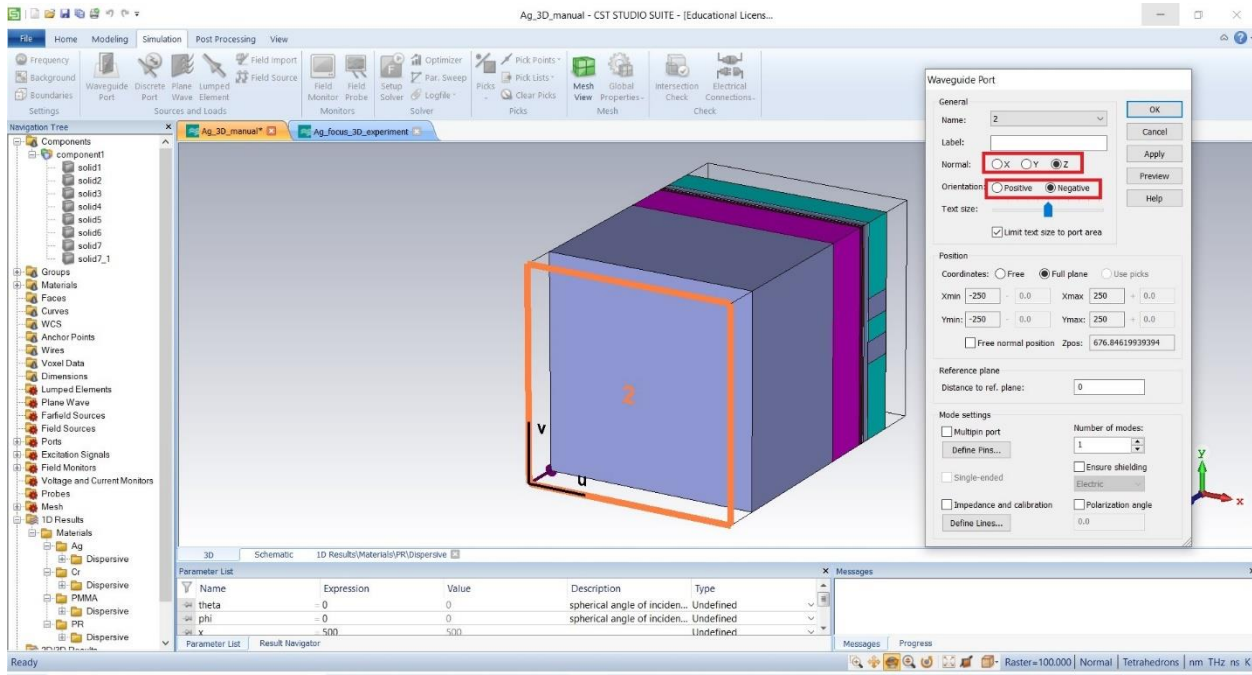 Ag_3D_manual - CST STUDIO SUITE - [Educational Licens...
File Home Modeling Simulation Post Processing View
Frequency
Background
Boundaries
Settings
Waveguide Port
Discrete Port
Plane Wave
Lumped Element
Field Import
Field Source
Sources and Loads
Field Monitor
Field Probe
Monitors
Setup Solver
Optimizer
Par. Sweep
Logfile
Solver
Picks
Pick Points
Pick Lists
Clear Picks
Picks
Mesh View
Global Properties
Mesh
Intersection Check
Electrical Connections
Check
Navigation Tree
Ag_3D_manual*
Ag_focus_3D_experiment
Components
component1
solid1
solid2
solid3
solid4
solid5
solid6
solid7
solid7_1
Groups
Materials
Faces
Curves
WCS
Anchor Points
Wires
Voxel Data
Dimensions
Lumped Elements
Plane Wave
Farfield Sources
Field Sources
Ports
Excitation Signals
Field Monitors
Voltage and Current Monitors
Probes
Mesh
1D Results
Materials
Ag
Dispersive
Cr
Dispersive
PMMA
Dispersive
PR
Dispersive
2D/3D Results
2
v
u
y
x
Waveguide Port
General
Name: 2
Label:
Normal: X Y Z
Orientation: Positive Negative
Text size:
Limit text size to port area
OK
Cancel
Apply
Preview
Help
Position
Coordinates: Free Full plane Use picks
Xmin -250 - 0.0 Xmax 250 + 0.0
Ymin: -250 - 0.0 Ymax: 250 + 0.0
Free normal position Zpos: 676.84619939394
Reference plane
Distance to ref. plane: 0
Mode settings
Multipin port
Define Pins...
Number of modes:
1
Single-ended
Ensure shielding
Electric
Impedance and calibration
Polarization angle
Define Lines...
0.0
3D Schematic 1D Results\Materials\PR\Dispersive
Parameter List
Name Expression Value Description Type
theta = 0 0 spherical angle of inciden... Undefined
phi = 0 0 spherical angle of inciden... Undefined
x = 500 500 Undefined
Parameter List Result Navigator
Messages
Messages Progress
Ready
Raster=100.000 Normal Tetrahedrons nm THz ns K